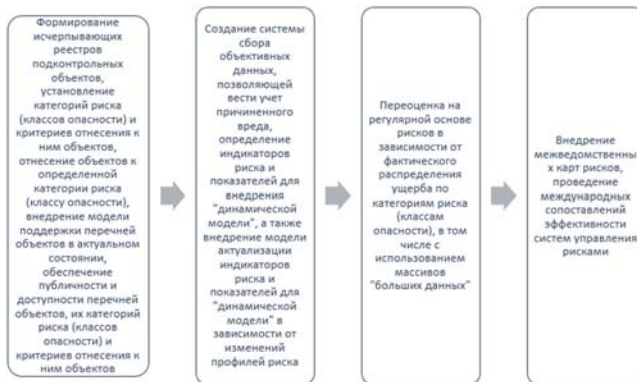 Формирование
исчерпывающих
реестров
подконтрольных
объектов,
установление
категорий риска
(классов опасности) и
критериев отнесения к
ним объектов,
отнесение объектов к
определенной
категории риска
(классу опасности),
внедрение модели
поддержки перечней
объектов в актуальном
состоянии,
обеспечение
публичности и
доступности перечней
объектов, их категорий
риска (классов
опасности) и
критериев отнесения к
ним объектов
Создание системы
сбора
объективных
данных,
позволяющей
вести учет
причиненного
вреда,
определение
индикаторов
риска и
показателей для
внедрения
"динамической
модели", а также
внедрение модели
актуализации
индикаторов
риска и
показателей для
"динамической
модели" в
зависимости от
изменений
профилей риска
Переоценка на
регулярной основе
рисков в
зависимости от
фактического
распределения
ущерба по
категориям риска
(классам
опасности), в том
числе с
использованием
массивов
"больших данных"
Внедрение
межведомственны
х карт рисков,
проведение
международных
сопоставлений
эффективности
систем управления
рисками